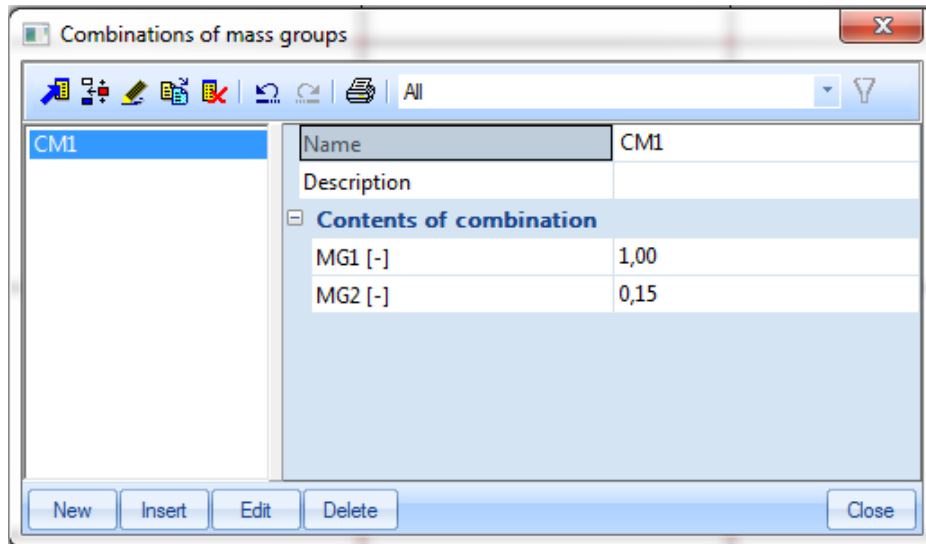 Combinations of mass groups
All
CM1
Name CM1
Description
Contents of combination
MG1 [-] 1,00
MG2 [-] 0,15
New Insert Edit Delete Close